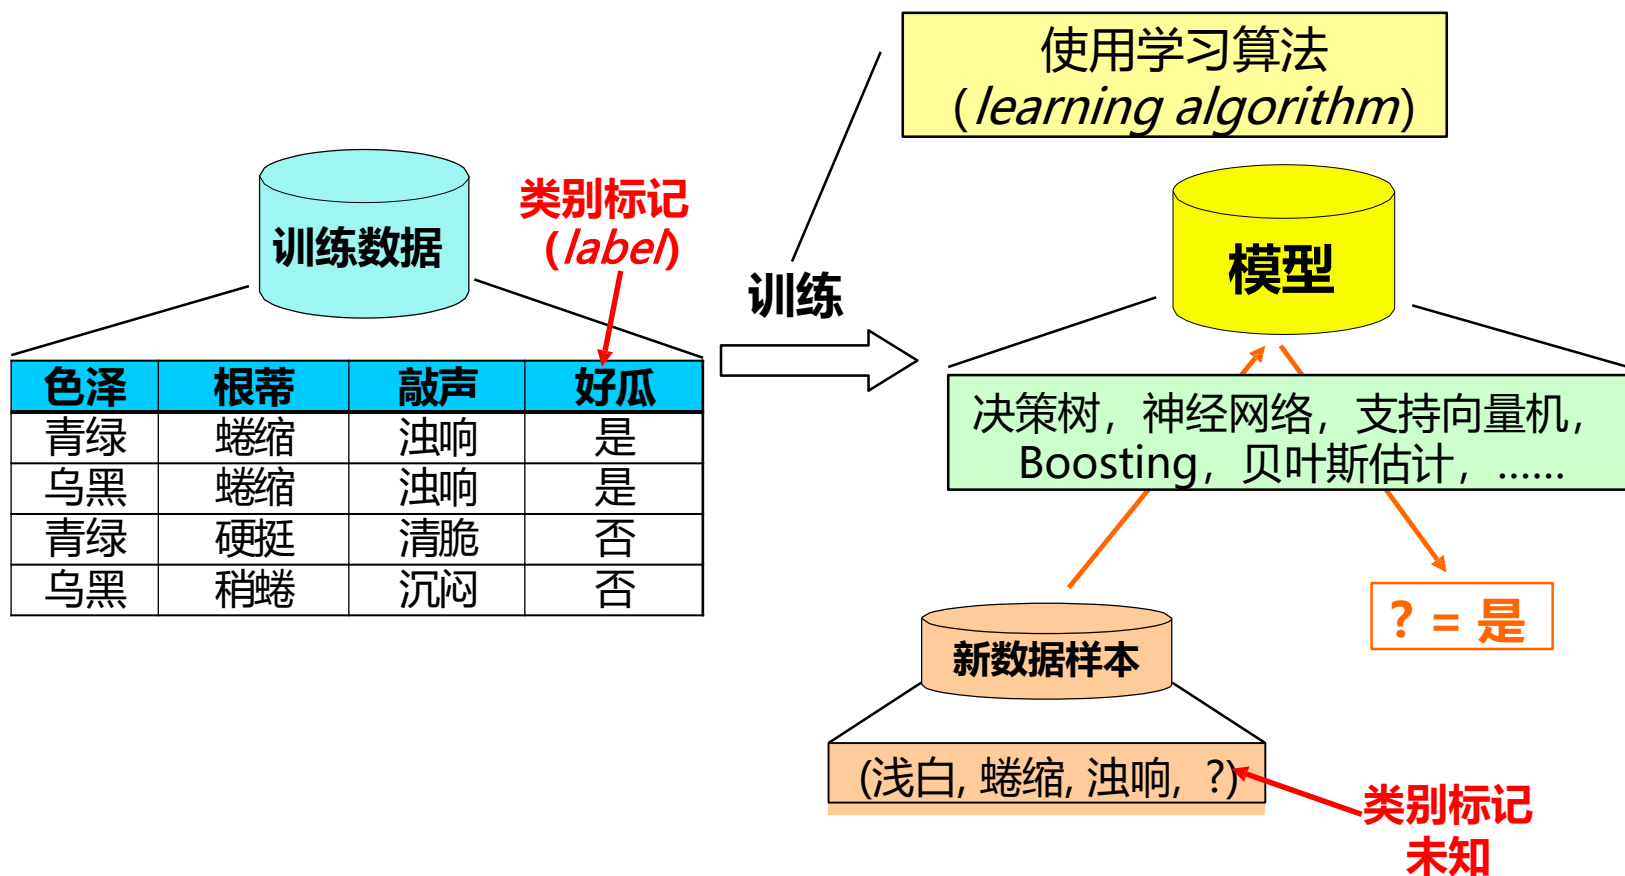 使用学习算法
(learning algorithm)
训练数据
类别标记
(label)
训练
模型
色泽 根蒂 敲声 好瓜
青绿 蜷缩 浊响 是
乌黑 蜷缩 浊响 是
青绿 硬挺 清脆 否
乌黑 稍蜷 沉闷 否
决策树，神经网络，支持向量机，
Boosting，贝叶斯估计，……
? = 是
新数据样本
(浅白, 蜷缩, 浊响, ?)
类别标记
未知